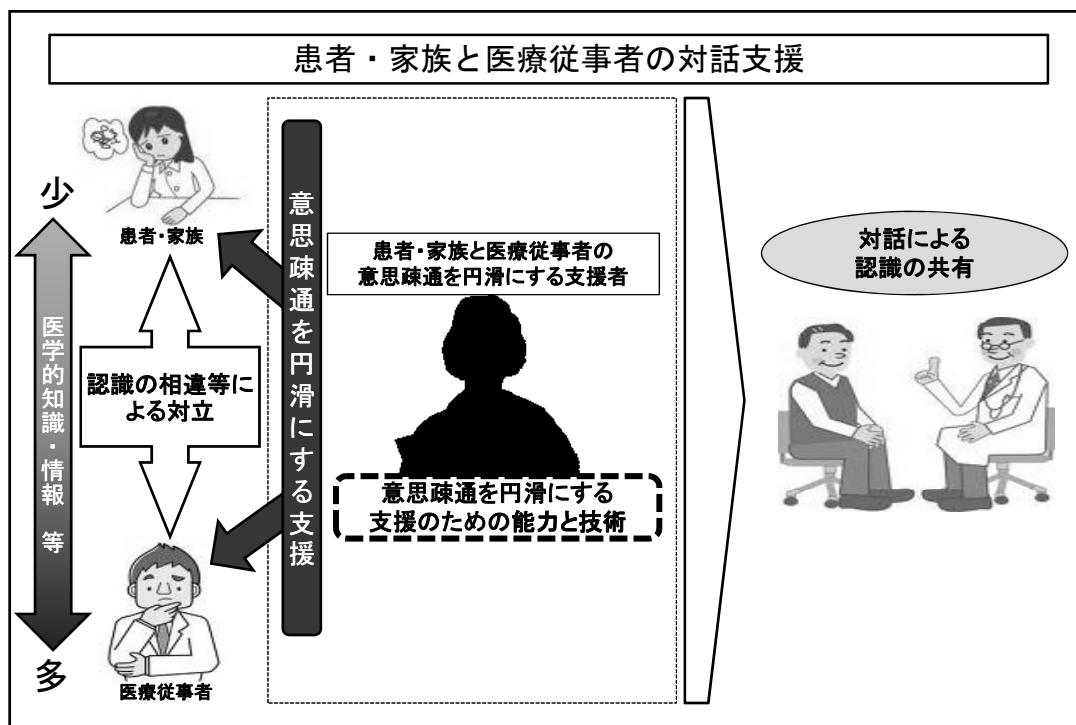 患者・家族と医療従事者の対話支援
少
患者・家族
医学的知識・情報　等
認識の相違等に
よる対立
多
医療従事者
意思疎通を円滑にする支援
患者・家族と医療従事者の
意思疎通を円滑にする支援者
意思疎通を円滑にする
支援のための能力と技術
対話による
認識の共有